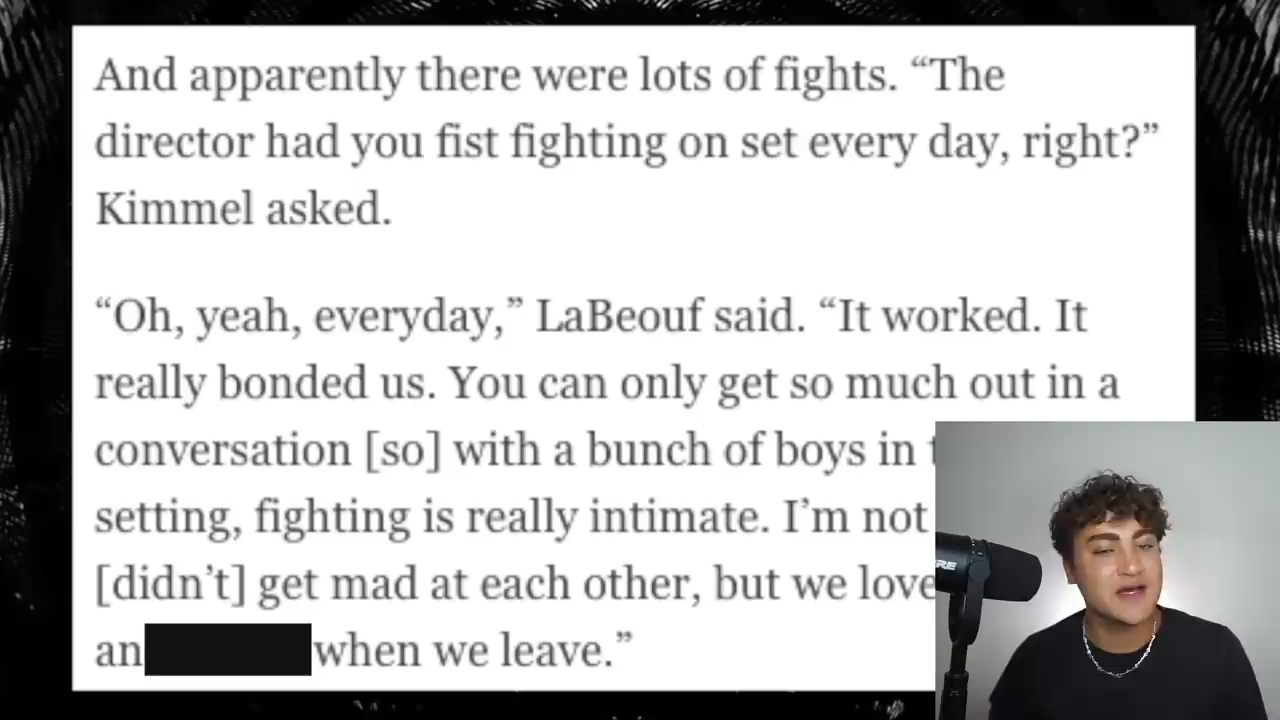 And apparently there were lots of fights. “The
director had you fist fighting on set every day, right?”
Kimmel asked.
“Oh, yeah, everyday,” LaBeouf said. “It worked. It
really bonded us. You can only get so much out in a
conversation [so] with a bunch of boys in
setting, fighting is really intimate. I’m not
[didn’t] get mad at each other, but we love
an when we leave.”
RE